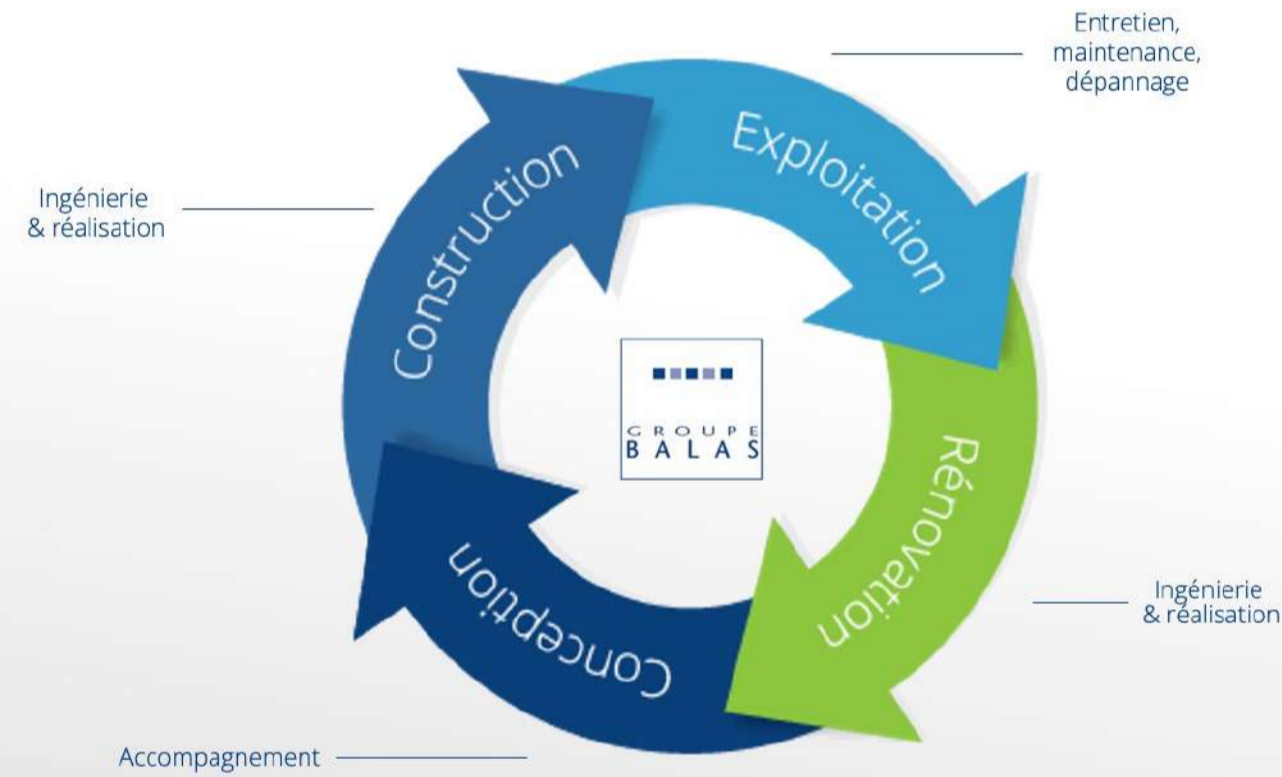 Entretien,
maintenance,
dépannage
Exploitation
Construction
Ingénierie
& réalisation
GROUPE
BALAS
Rénovation
Ingénierie
& réalisation
Conception
Accompagnement